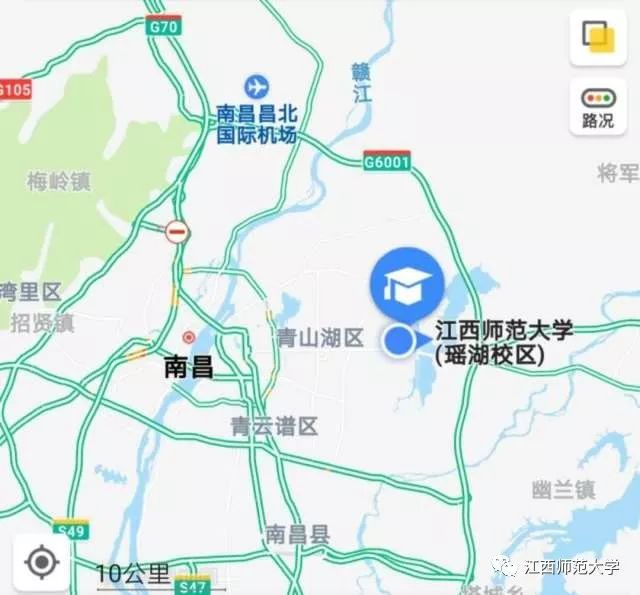 G70
G105
路况
赣江
南昌昌北
国际机场
G6001
梅岭镇
将军
湾里区
招贤镇
青山湖区
江西师范大学
(瑶湖校区)
南昌
青云谱区
幽兰镇
S49
南昌县
10公里
S47
江西师范大学
塔城乡